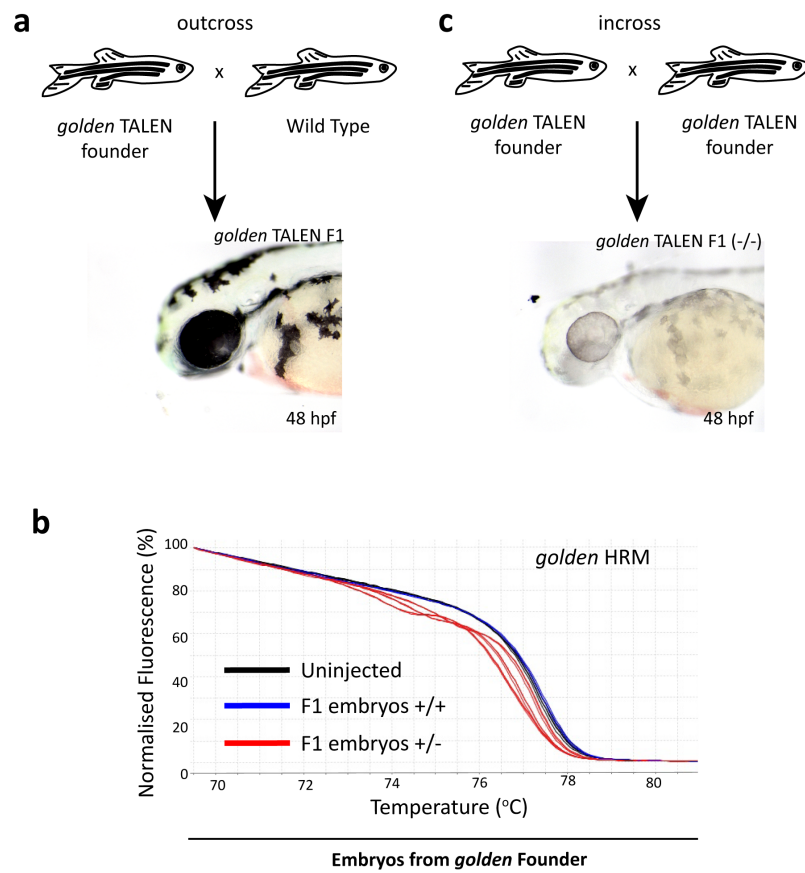 a
outcross
x
golden TALEN
founder
Wild Type
golden TALEN F1
48 hpf
c
incross
x
golden TALEN
founder
golden TALEN
founder
golden TALEN F1 (-/-)
48 hpf
b
golden HRM
Normalised Fluorescence (%)
100
80
60
40
20
0
Uninjected
F1 embryos +/+
F1 embryos +/-
70 72 74 76 78 80
Temperature (°C)
Embryos from golden Founder